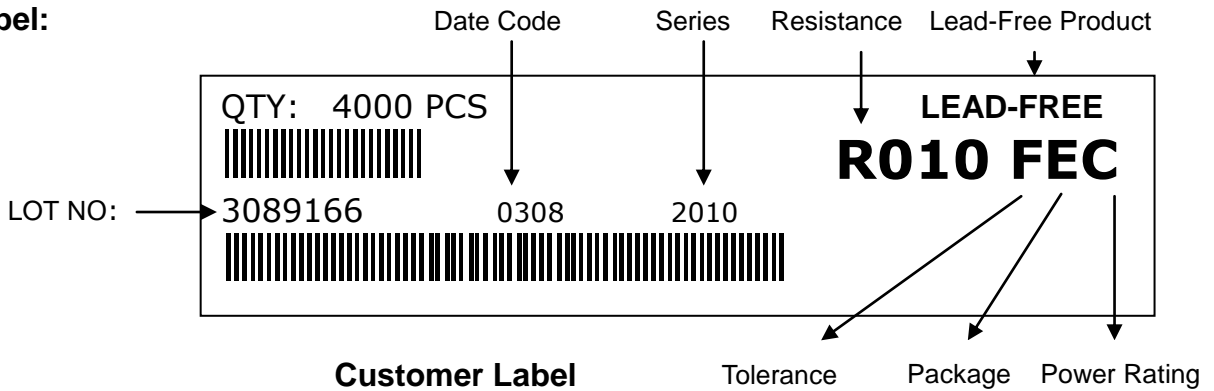 Date Code Series Resistance Lead-Free Product
QTY: 4000 PCS LEAD-FREE
R010 FEC
LOT NO: 3089166 0308 2010
Customer Label Tolerance Package Power Rating